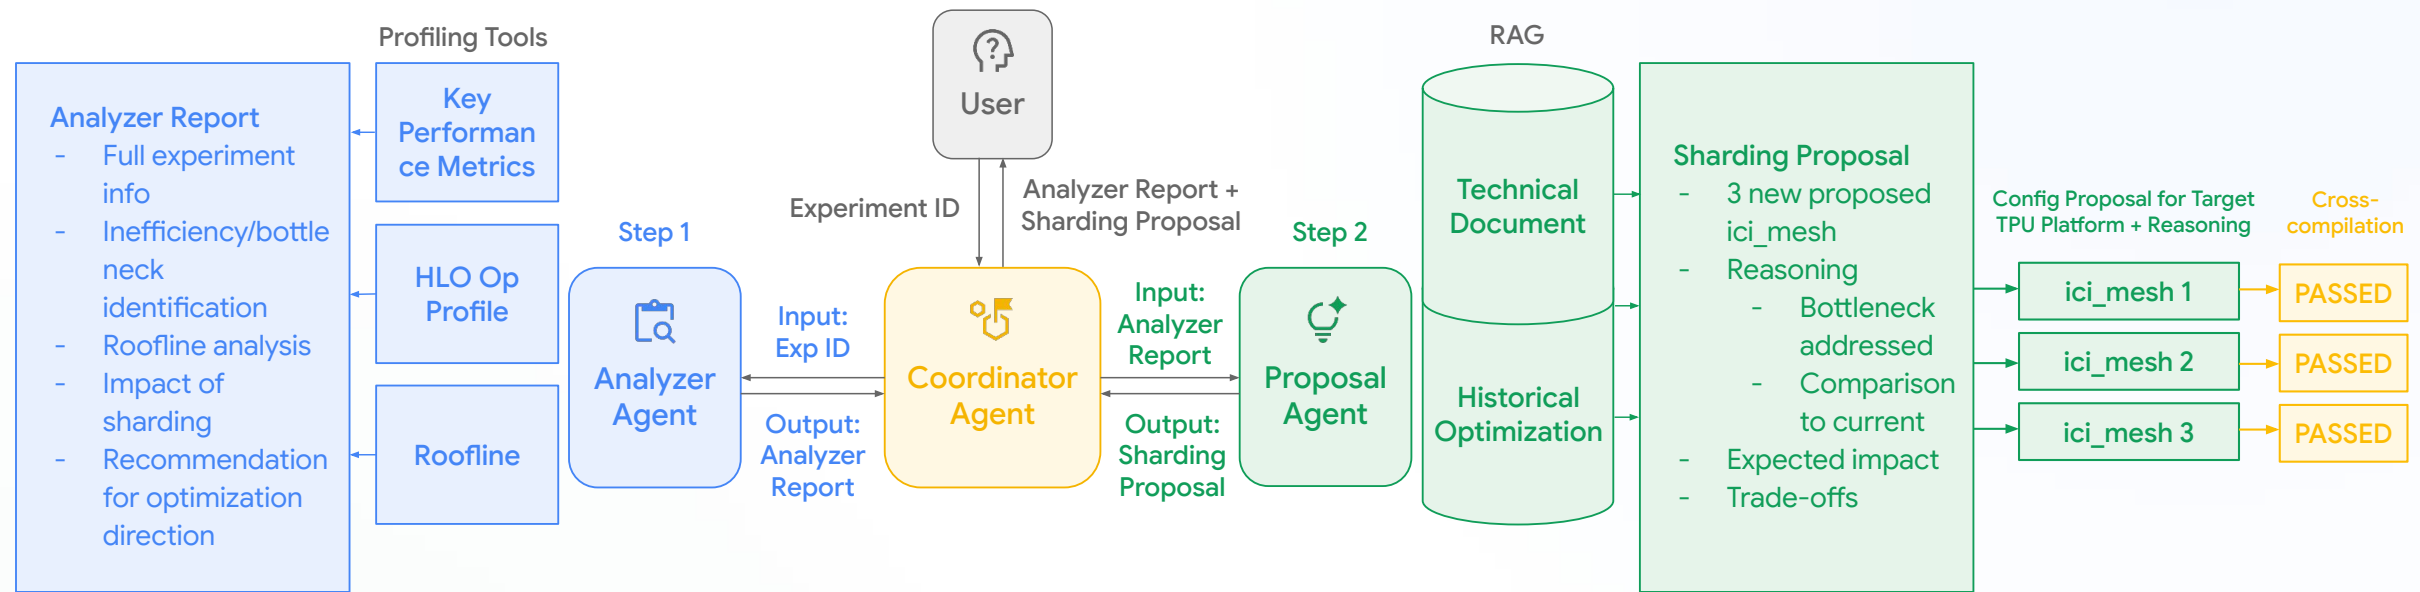 Profiling Tools
Analyzer Report
- Full experiment
info
- Inefficiency/bottle
neck
identification
- Roofline analysis
- Impact of
sharding
- Recommendation
for optimization
direction
Key
Performan
ce Metrics
HLO Op
Profile
Roofline
Step 1
Analyzer
Agent
Input:
Exp ID
Output:
Analyzer
Report
User
Experiment ID
Analyzer Report +
Sharding Proposal
Coordinator
Agent
Input:
Analyzer
Report
Output:
Sharding
Proposal
Step 2
Proposal
Agent
RAG
Technical
Document
Historical
Optimization
Sharding Proposal
- 3 new proposed
ici_mesh
- Reasoning
- Bottleneck
addressed
- Comparison
to current
- Expected impact
- Trade-offs
Config Proposal for Target
TPU Platform + Reasoning
ici_mesh 1
ici_mesh 2
ici_mesh 3
Cross-
compilation
PASSED
PASSED
PASSED